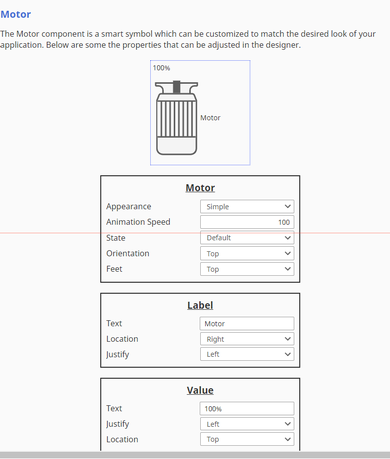 Motor
The Motor component is a smart symbol which can be customized to match the desired look of your
application. Below are some the properties that can be adjusted in the designer.
100%
Motor
Motor
Appearance Simple
Animation Speed 100
State Default
Orientation Top
Feet Top
Label
Text Motor
Location Right
Justify Left
Value
Text 100%
Justify Left
Location Top